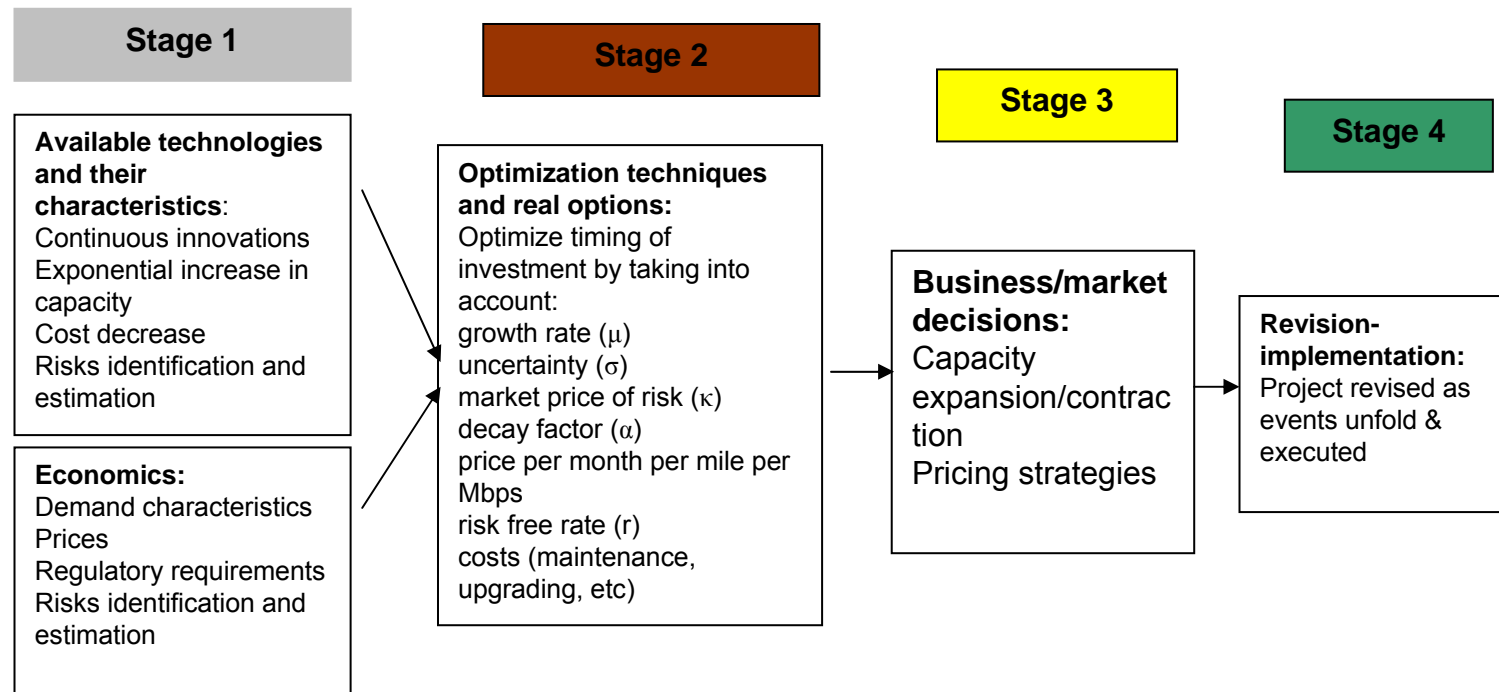 Stage 1
Stage 2
Stage 3
Stage 4
Available technologies
and their
characteristics:
Continuous innovations
Exponential increase in
capacity
Cost decrease
Risks identification and
estimation
Economics:
Demand characteristics
Prices
Regulatory requirements
Risks identification and
estimation
Optimization techniques
and real options:
Optimize timing of
investment by taking into
account:
growth rate (μ)
uncertainty (σ)
market price of risk (κ)
decay factor (α)
price per month per mile per
Mbps
risk free rate (r)
costs (maintenance,
upgrading, etc)
Business/market
decisions:
Capacity
expansion/contrac
tion
Pricing strategies
Revision-
implementation:
Project revised as
events unfold &
executed